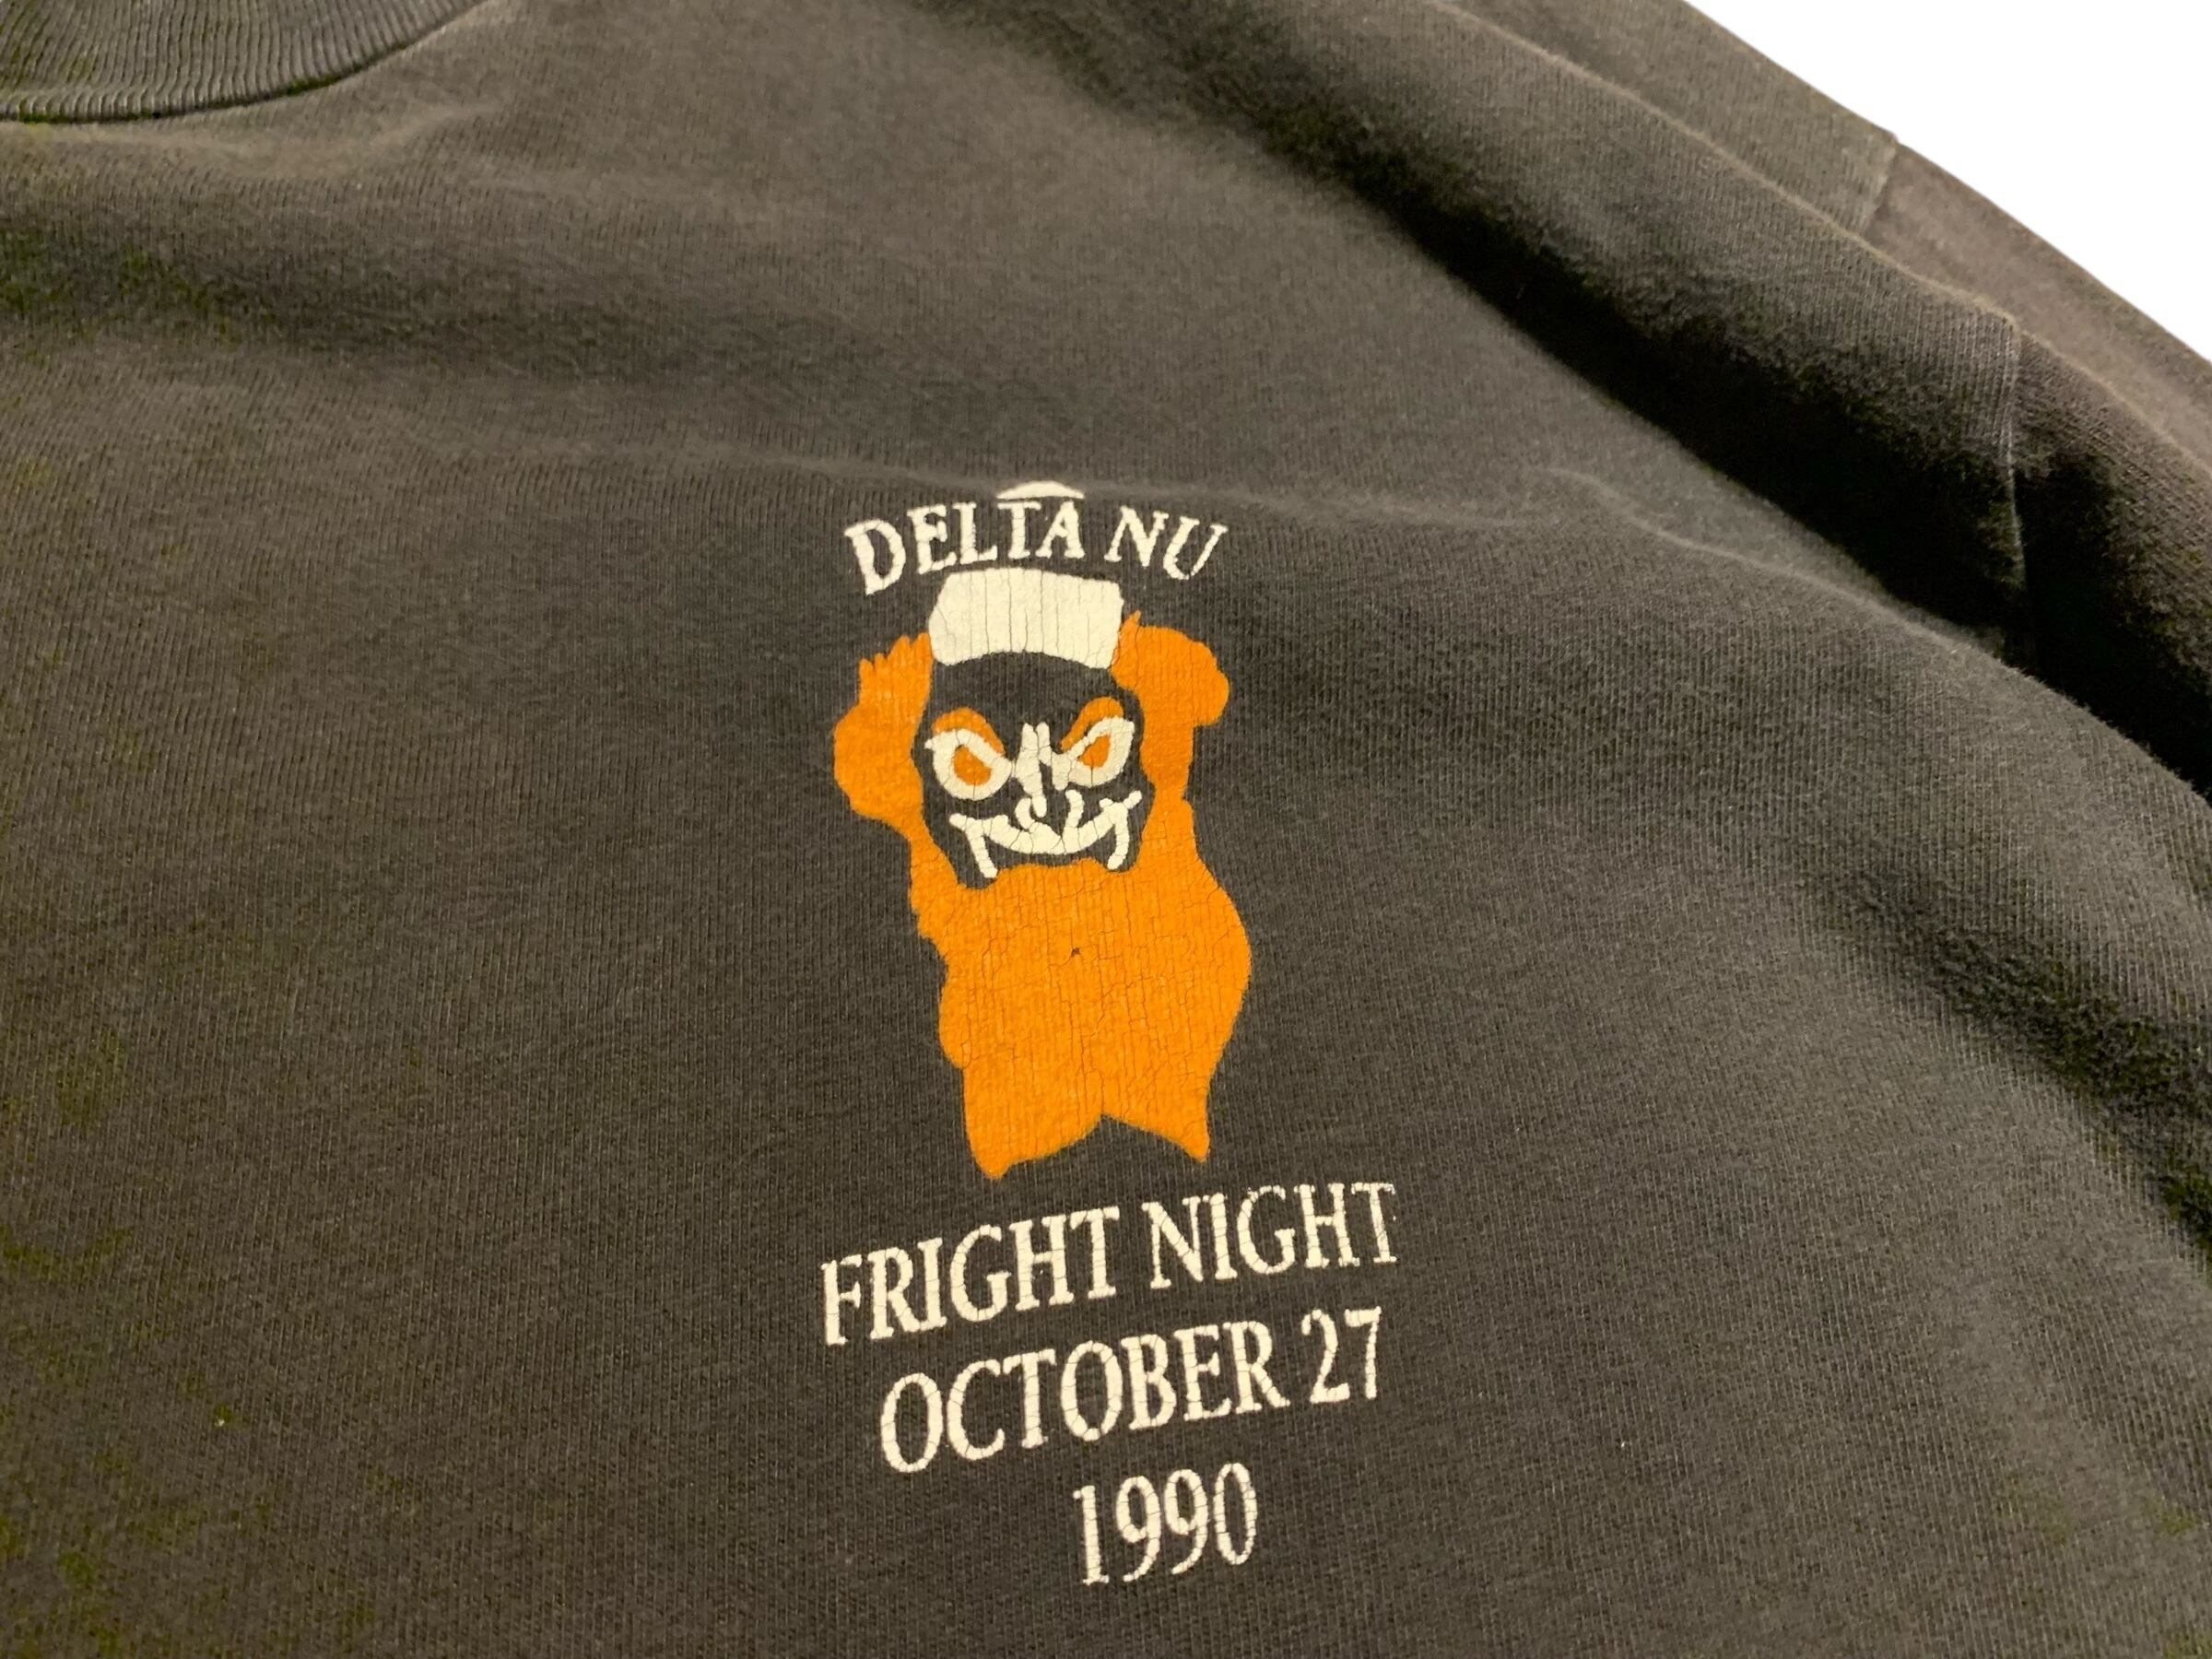 DELTA NU
FRIGHT NIGHT
OCTOBER 27
1990